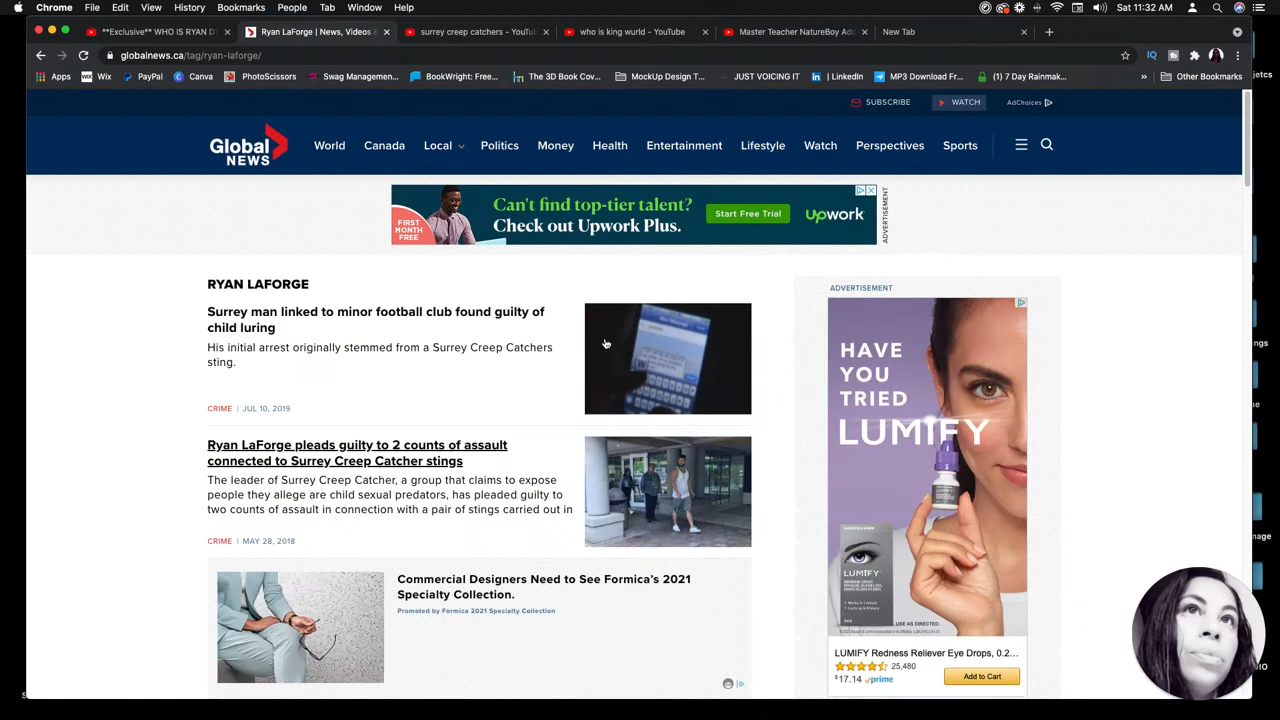 Chrome File Edit View History Bookmarks People Tab Window Help
Sat 11:32 AM
**Exclusive** WHO IS RYAN D
Ryan LaForge | News, Videos &
surrey creep catchers - YouTu
who is king wurld - YouTube
Master Teacher NatureBoy Add
New Tab
globalnews.ca/tag/ryan-laforge/
Apps Wix PayPal Canva PhotoScissors Swag Managemen... BookWright: Free... The 3D Book Cov... MockUp Design T... JUST VOICING IT LinkedIn MP3 Download Fr... (1) 7 Day Rainmak... Other Bookmarks
SUBSCRIBE WATCH AdChoices
Global NEWS
World Canada Local Politics Money Health Entertainment Lifestyle Watch Perspectives Sports
FIRST MONTH FREE
Can't find top-tier talent?
Check out Upwork Plus.
Start Free Trial
upwork
ADVERTISEMENT
RYAN LAFORGE
Surrey man linked to minor football club found guilty of
child luring
His initial arrest originally stemmed from a Surrey Creep Catchers
sting.
CRIME | JUL 10, 2019
Ryan LaForge pleads guilty to 2 counts of assault
connected to Surrey Creep Catcher stings
The leader of Surrey Creep Catcher, a group that claims to expose
people they allege are child sexual predators, has pleaded guilty to
two counts of assault in connection with a pair of stings carried out in
CRIME | MAY 28, 2018
Commercial Designers Need to See Formica's 2021
Specialty Collection.
Promoted by Formica 2021 Specialty Collection
ADVERTISEMENT
HAVE
YOU
TRIED
LUMIFY
LUMIFY
USE AS DIRECTED.
LUMIFY Redness Reliever Eye Drops, 0.2...
25,480
$17.14 prime
Add to Cart